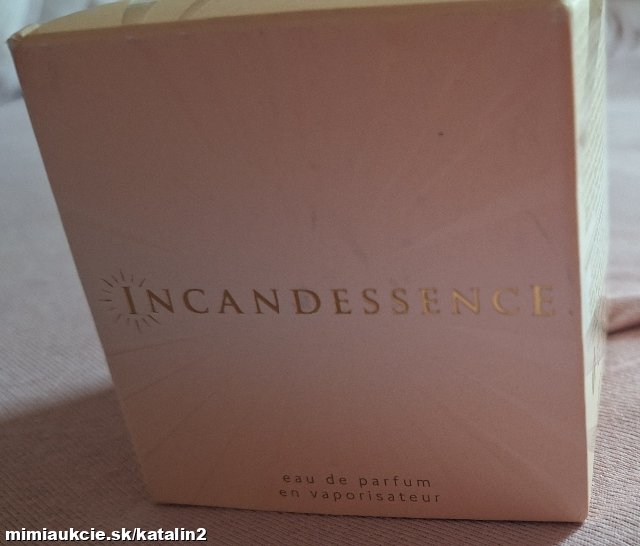 INCANDESSENCE
eau de parfum
en vaporisateur
mimiaukcie.sk/katalin2